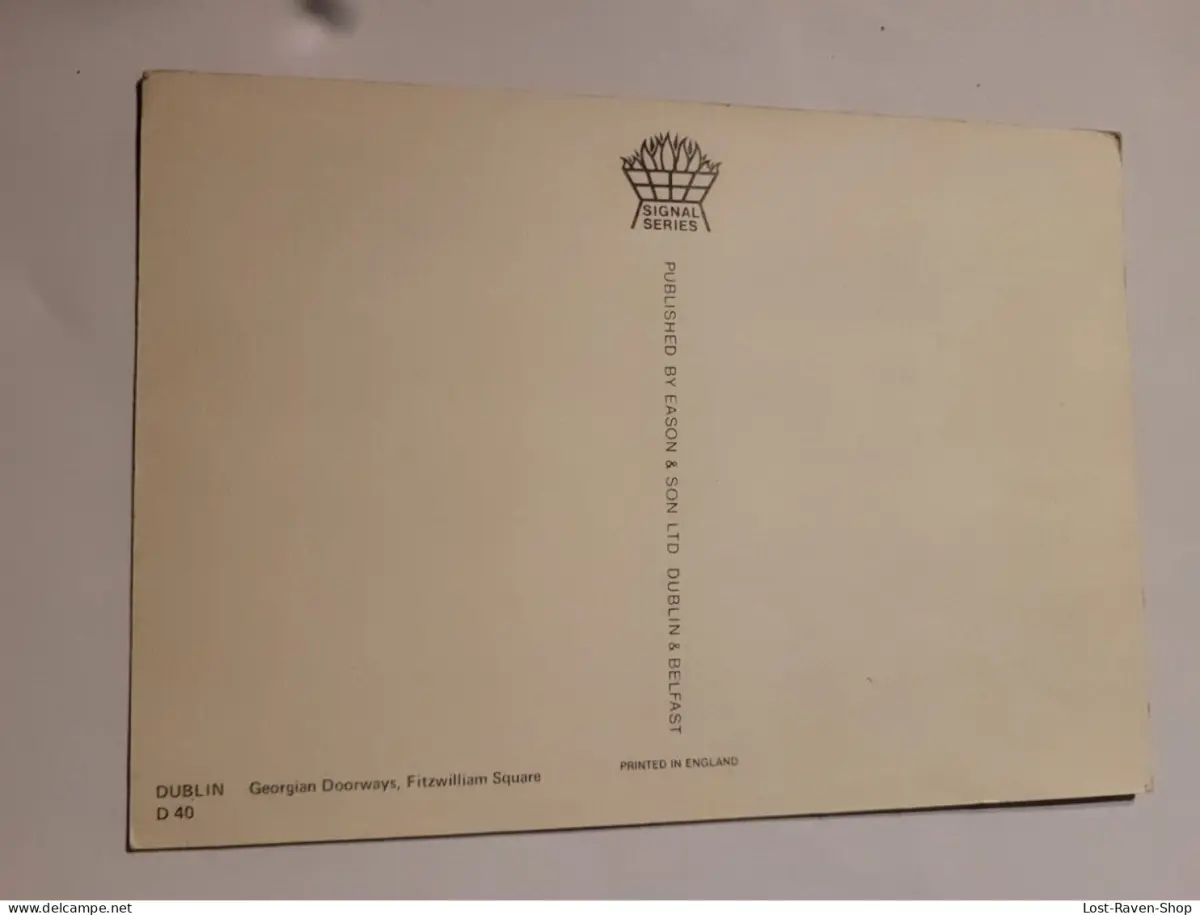 SIGNAL
SERIES
PUBLISHED BY EASON & SON LTD DUBLIN & BELFAST
PRINTED IN ENGLAND
DUBLIN Georgian Doorways, Fitzwilliam Square
D 40
www.delcampe.net
Lost-Raven-Shop